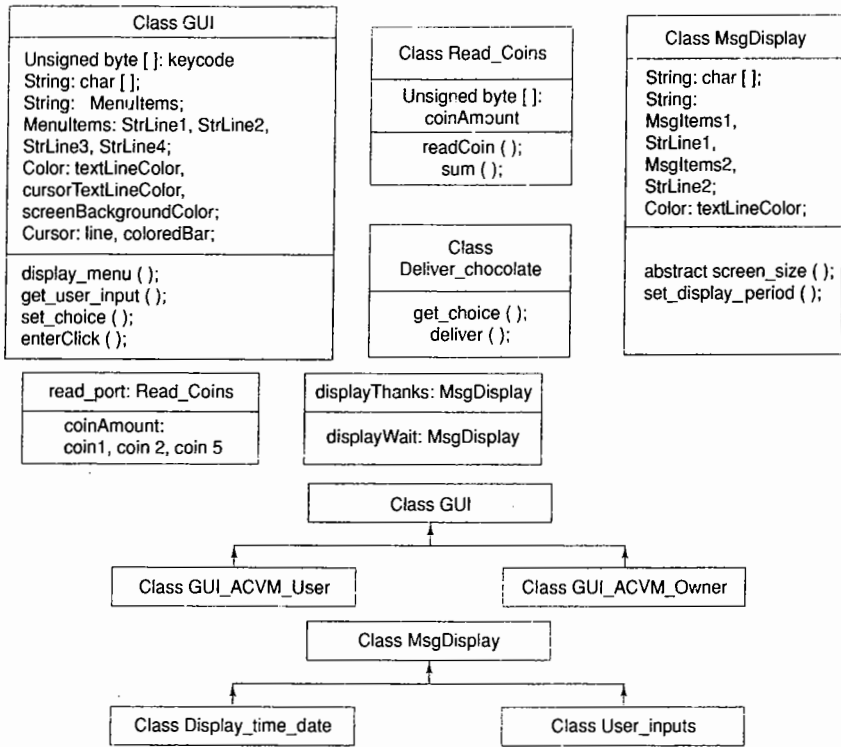 Class GUI
Unsigned byte [ ]: keycode
String: char [ ];
String: MenuItems;
MenuItems: StrLine1, StrLine2,
StrLine3, StrLine4;
Color: textLineColor,
cursorTextLineColor,
screenBackgroundColor;
Cursor: line, coloredBar;
display_menu ( );
get_user_input ( );
set_choice ( );
enterClick ( );
Class Read_Coins
Unsigned byte [ ]:
coinAmount
readCoin ( );
sum ( );
Class
Deliver_chocolate
get_choice ( );
deliver ( );
Class MsgDisplay
String: char [ ];
String:
MsgItems1,
StrLine1,
MsgItems2,
StrLine2;
Color: textLineColor;
abstract screen_size ( );
set_display_period ( );
read_port: Read_Coins
coinAmount:
coin1, coin 2, coin 5
displayThanks: MsgDisplay
displayWait: MsgDisplay
Class GUI
Class GUI_ACVM_User
Class GUI_ACVM_Owner
Class MsgDisplay
Class Display_time_date
Class User_inputs